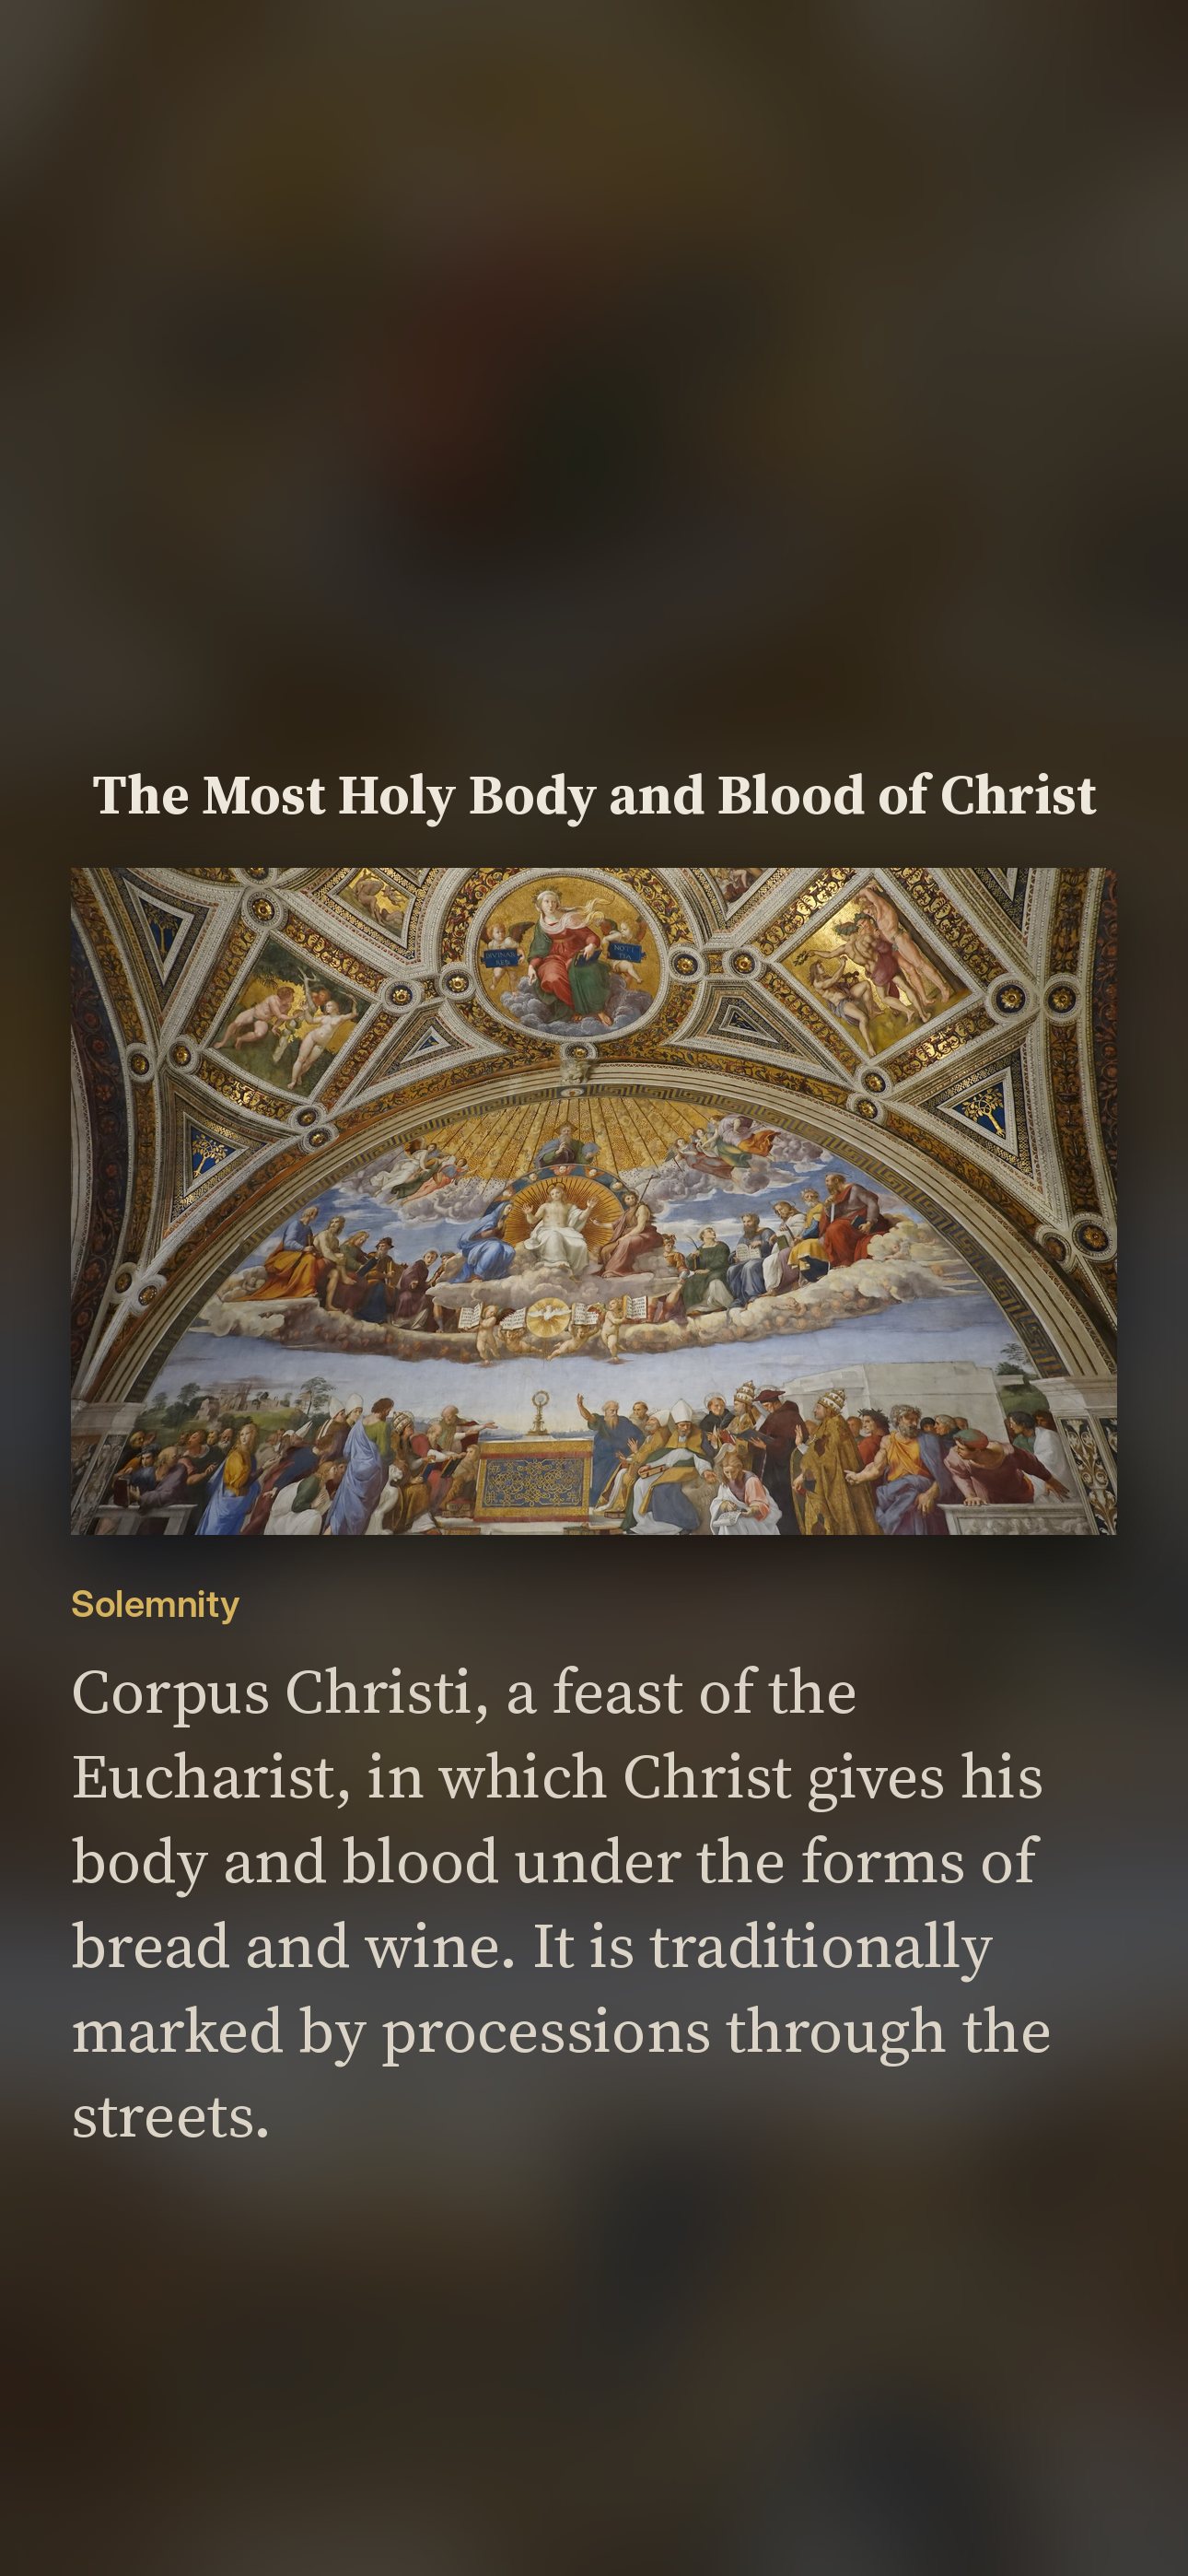 The Most Holy Body and Blood of Christ
Solemnity
Corpus Christi, a feast of the
Eucharist, in which Christ gives his
body and blood under the forms of
bread and wine. It is traditionally
marked by processions through the
streets.